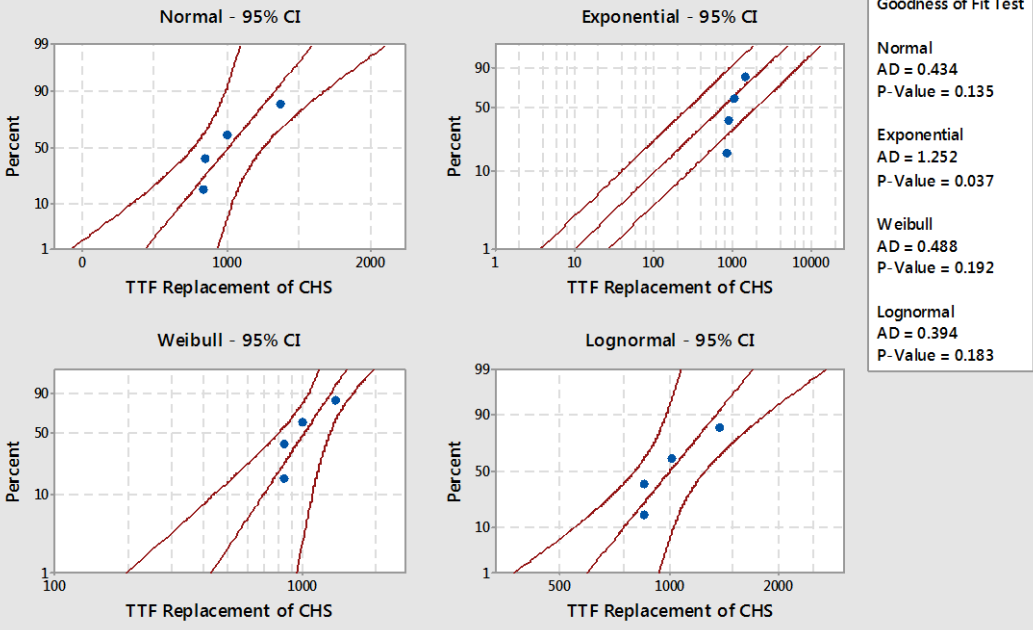 Normal - 95% CI
99
90
50
10
1
Percent
0 1000 2000
TTF Replacement of CHS
Exponential - 95% CI
90
50
10
1
Percent
1 10 100 1000 10000
TTF Replacement of CHS
Weibull - 95% CI
90
50
10
1
Percent
100 1000
TTF Replacement of CHS
Lognormal - 95% CI
99
90
50
10
1
Percent
500 1000 2000
TTF Replacement of CHS
Goodness of Fit Test
Normal
AD = 0.434
P-Value = 0.135
Exponential
AD = 1.252
P-Value = 0.037
Weibull
AD = 0.488
P-Value = 0.192
Lognormal
AD = 0.394
P-Value = 0.183